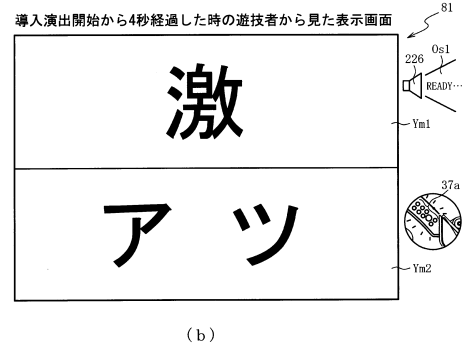 導入演出開始から4秒経過した時の遊技者から見た表示画面
81
激
226
Os1
READY…
Ym1
37a
アツ
Ym2
(b)